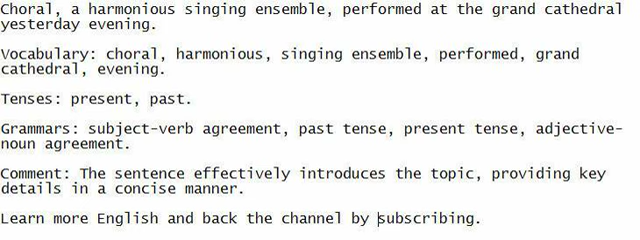 Choral, a harmonious singing ensemble, performed at the grand cathedral
yesterday evening.
Vocabulary: choral, harmonious, singing ensemble, performed, grand
cathedral, evening.
Tenses: present, past.
Grammars: subject-verb agreement, past tense, present tense, adjective-
noun agreement.
Comment: The sentence effectively introduces the topic, providing key
details in a concise manner.
Learn more English and back the channel by subscribing.